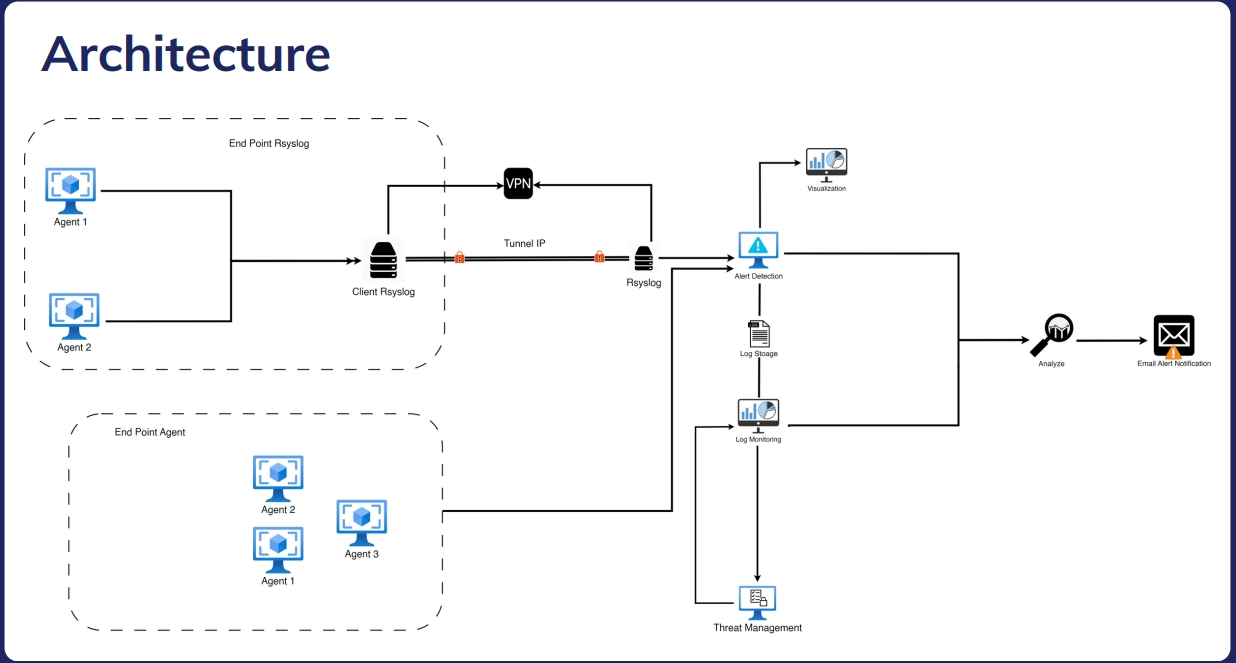 Architecture
End Point Rsyslog
Agent 1
Agent 2
Client Rsyslog
VPN
Tunnel IP
Rsyslog
Visualization
Alert Detection
LOG
Log Stoage
Log Monitoring
Threat Management
Analyze
Email Alert Notification
End Point Agent
Agent 2
Agent 3
Agent 1